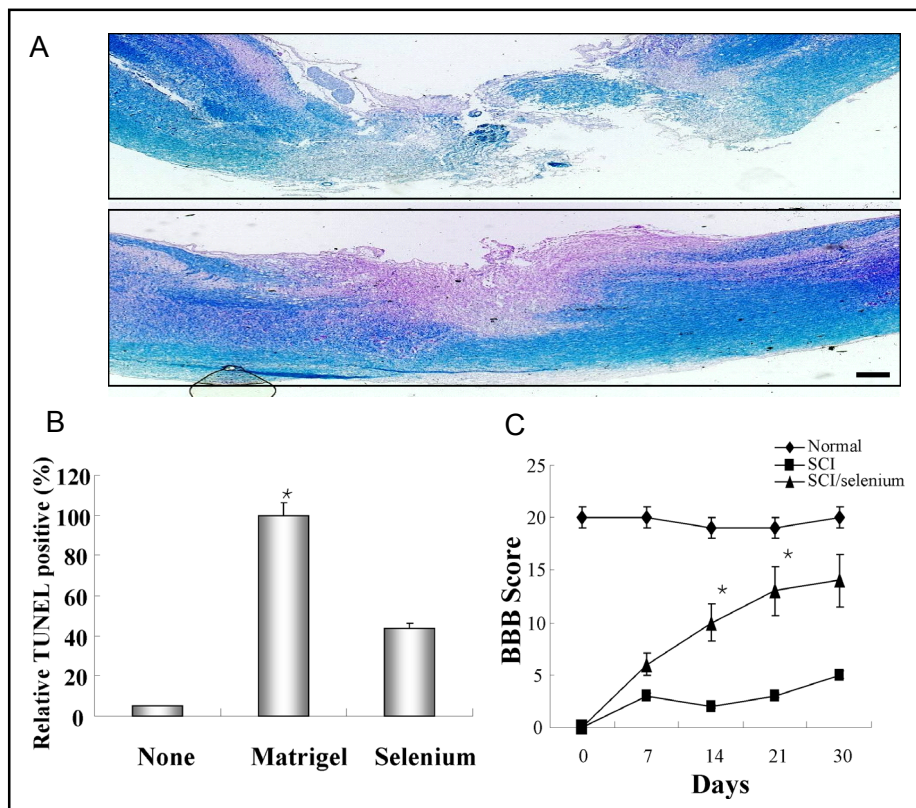 A
B
Relative TUNEL positive (%)
120
100
80
60
40
20
0
*
None Matrigel Selenium
C
Normal
SCI
SCI/selenium
BBB Score
25
20
15
10
5
0
*
*
0 7 14 21 30
Days